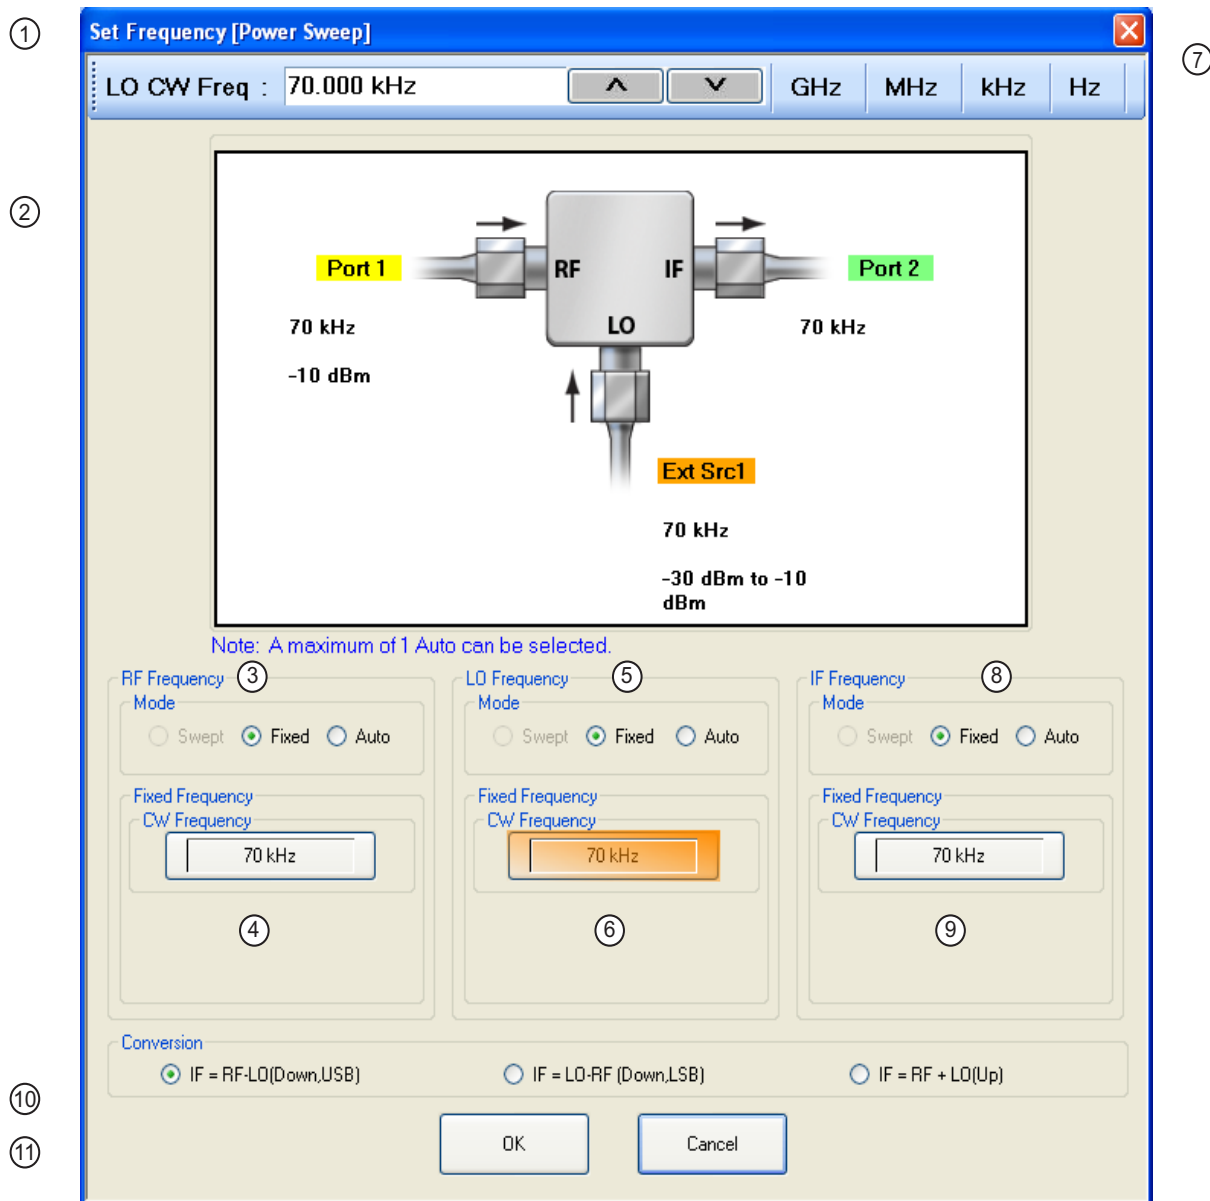 1
Set Frequency [Power Sweep]
7
LO CW Freq : 70.000 kHz GHz MHz kHz Hz
2
RF IF
Port 1 Port 2
LO
70 kHz 70 kHz
-10 dBm
Ext Src1
70 kHz
-30 dBm to -10
dBm
Note: A maximum of 1 Auto can be selected.
RF Frequency 3 LO Frequency 5 IF Frequency 8
Mode Mode Mode
Swept Fixed Auto Swept Fixed Auto Swept Fixed Auto
Fixed Frequency Fixed Frequency Fixed Frequency
CW Frequency CW Frequency CW Frequency
70 kHz 70 kHz 70 kHz
4 6 9
Conversion
IF = RF-LO(Down,USB) IF = LO-RF (Down,LSB) IF = RF + LO(Up)
10
OK Cancel
11